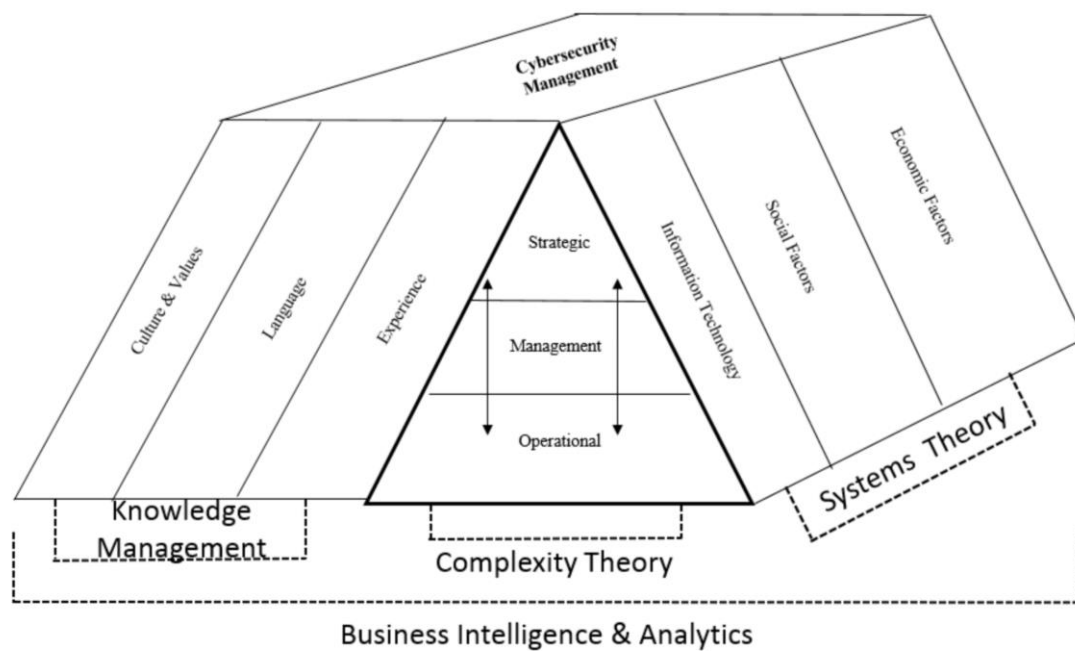 Cybersecurity
Management
Culture & Values
Language
Experience
Strategic
Management
Operational
Information Technology
Social Factors
Economic Factors
Knowledge
Management
Complexity Theory
Systems Theory
Business Intelligence & Analytics